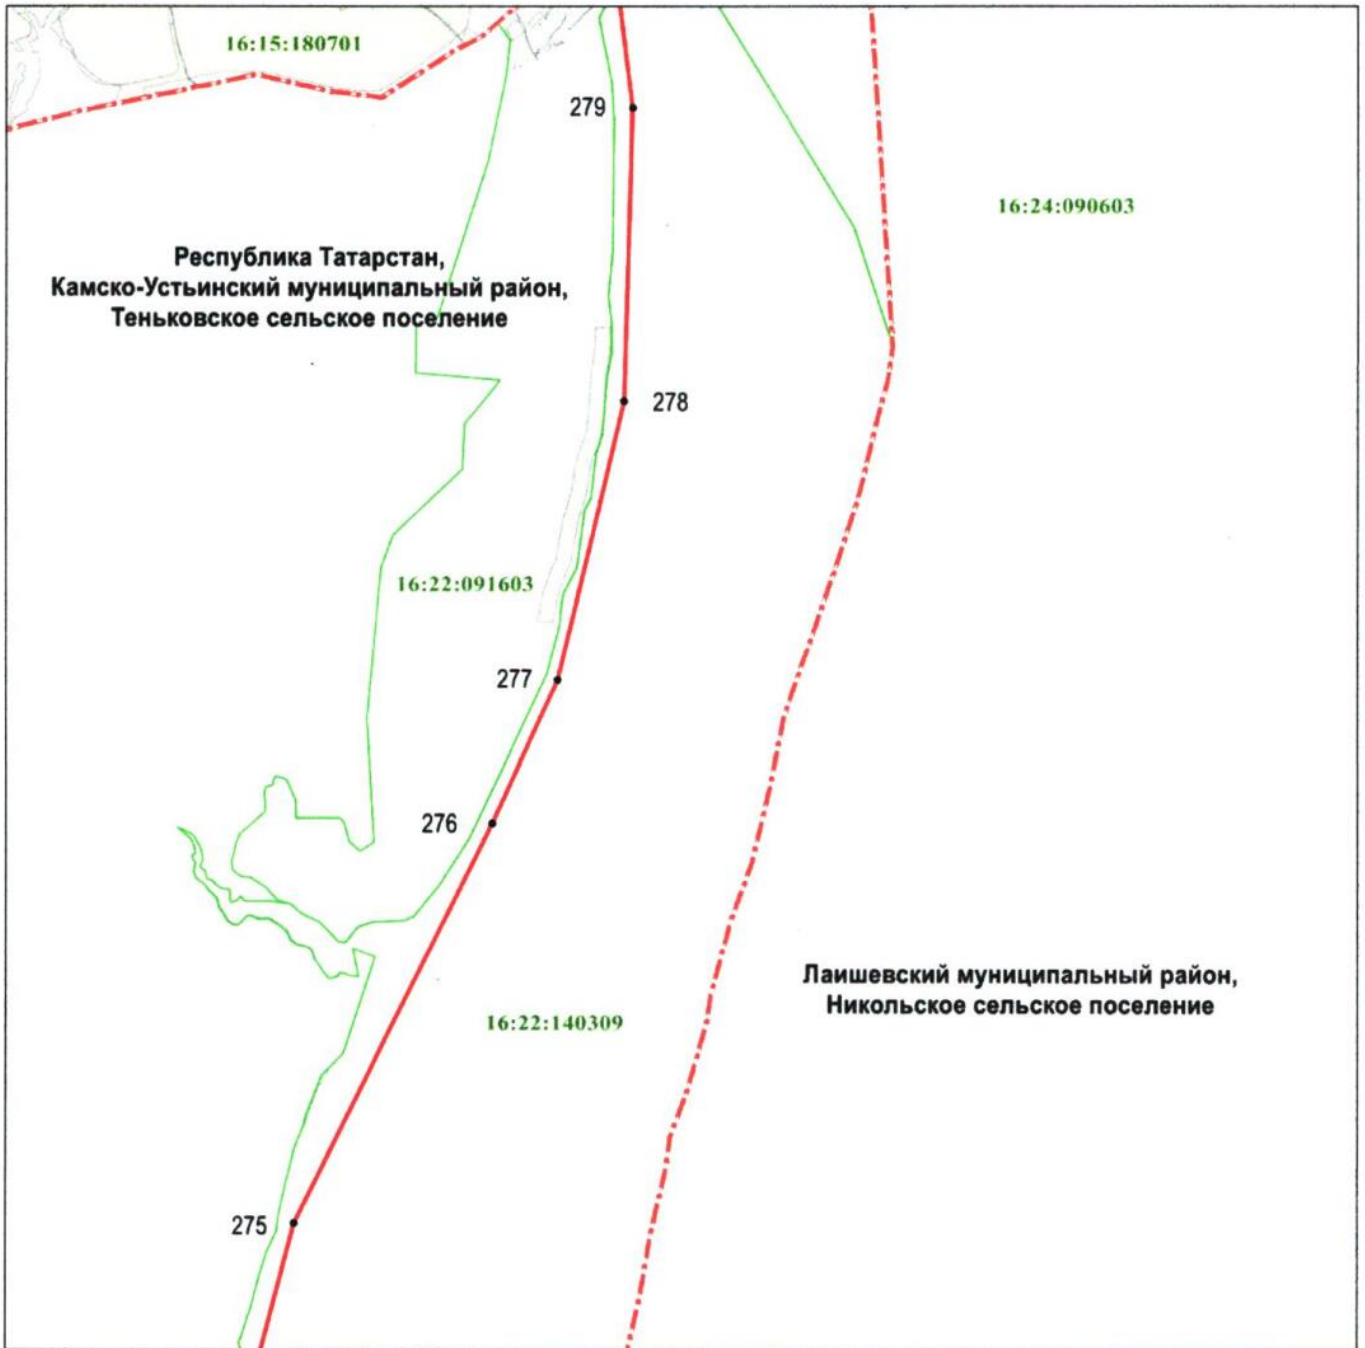 16:15:180701
279
16:24:090603
Республика Татарстан,
Камско-Устьинский муниципальный район,
Теньковское сельское поселение
278
16:22:091603
277
276
Лаишевский муниципальный район,
Никольское сельское поселение
16:22:140309
275